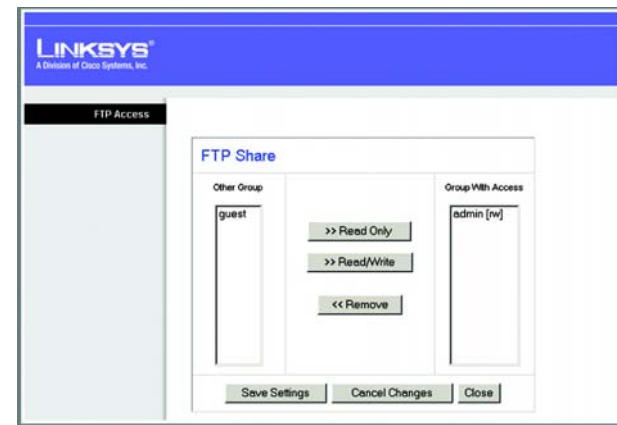 LINKSYS®
A Division of Cisco Systems, Inc.
FTP Access
FTP Share
Other Group
Group With Access
guest
admin [rw]
>> Read Only
>> Read/Write
<< Remove
Save Settings
Cancel Changes
Close